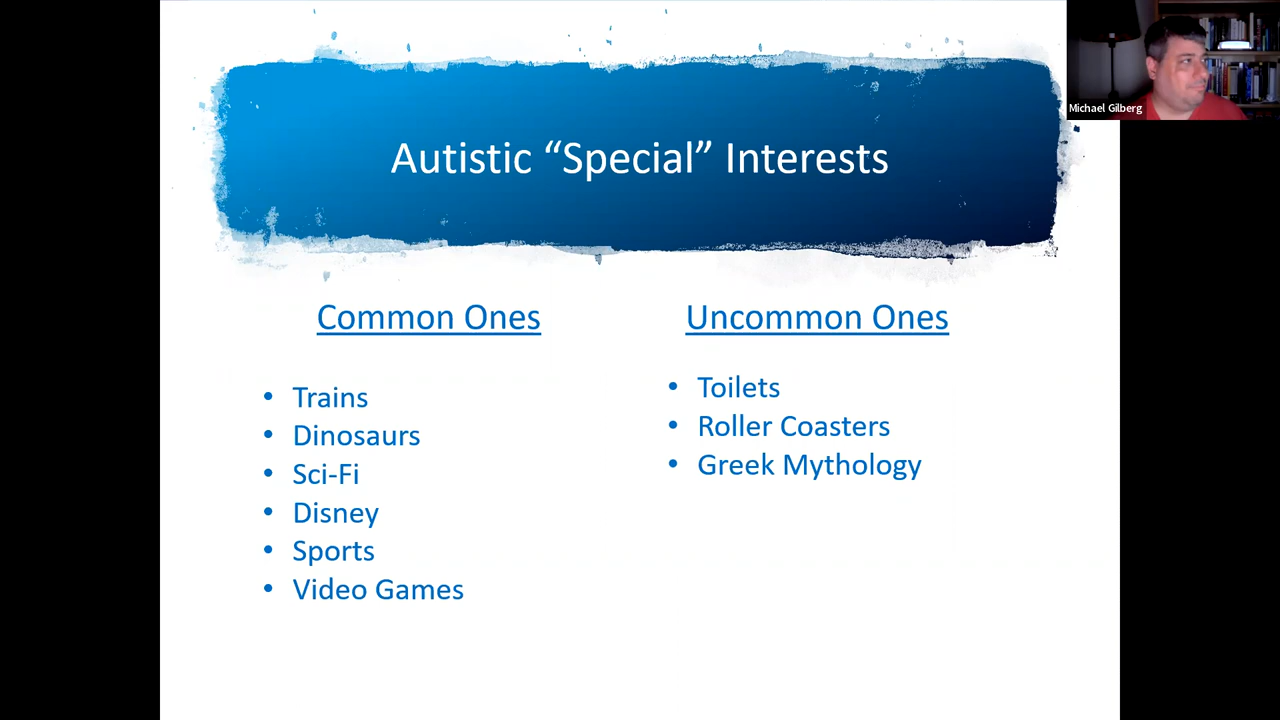 Autistic “Special” Interests
Michael Gilberg
Common Ones
• Trains
• Dinosaurs
• Sci-Fi
• Disney
• Sports
• Video Games
Uncommon Ones
• Toilets
• Roller Coasters
• Greek Mythology